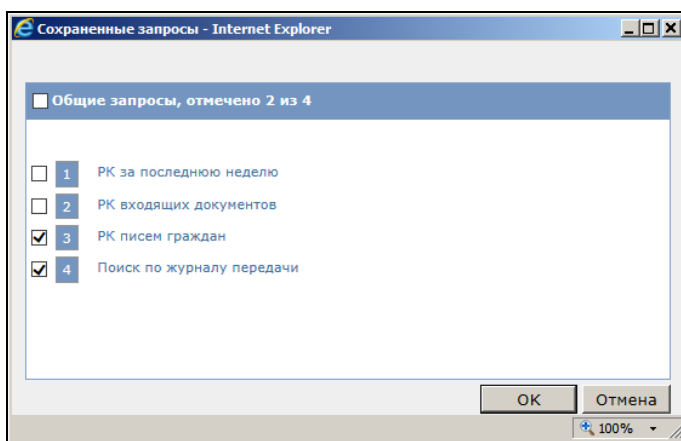 Сохраненные запросы - Internet Explorer
Общие запросы, отмечено 2 из 4
1 РК за последнюю неделю
2 РК входящих документов
3 РК писем граждан
4 Поиск по журналу передачи
ОК Отмена
100%